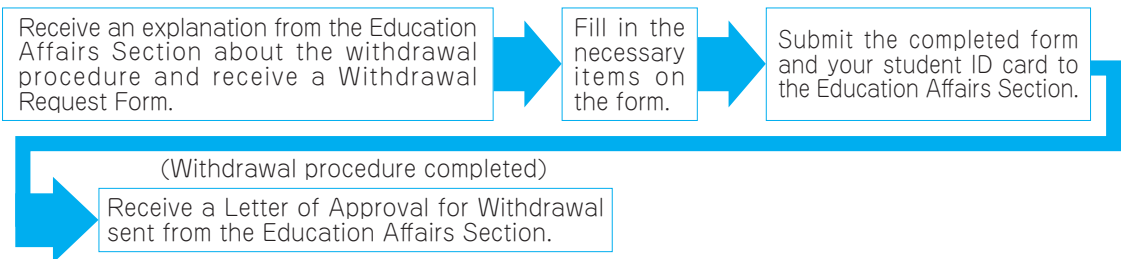 Receive an explanation from the Education
Affairs Section about the withdrawal
procedure and receive a Withdrawal
Request Form.
Fill in the
necessary
items on
the form.
Submit the completed form
and your student ID card to
the Education Affairs Section.
(Withdrawal procedure completed)
Receive a Letter of Approval for Withdrawal
sent from the Education Affairs Section.